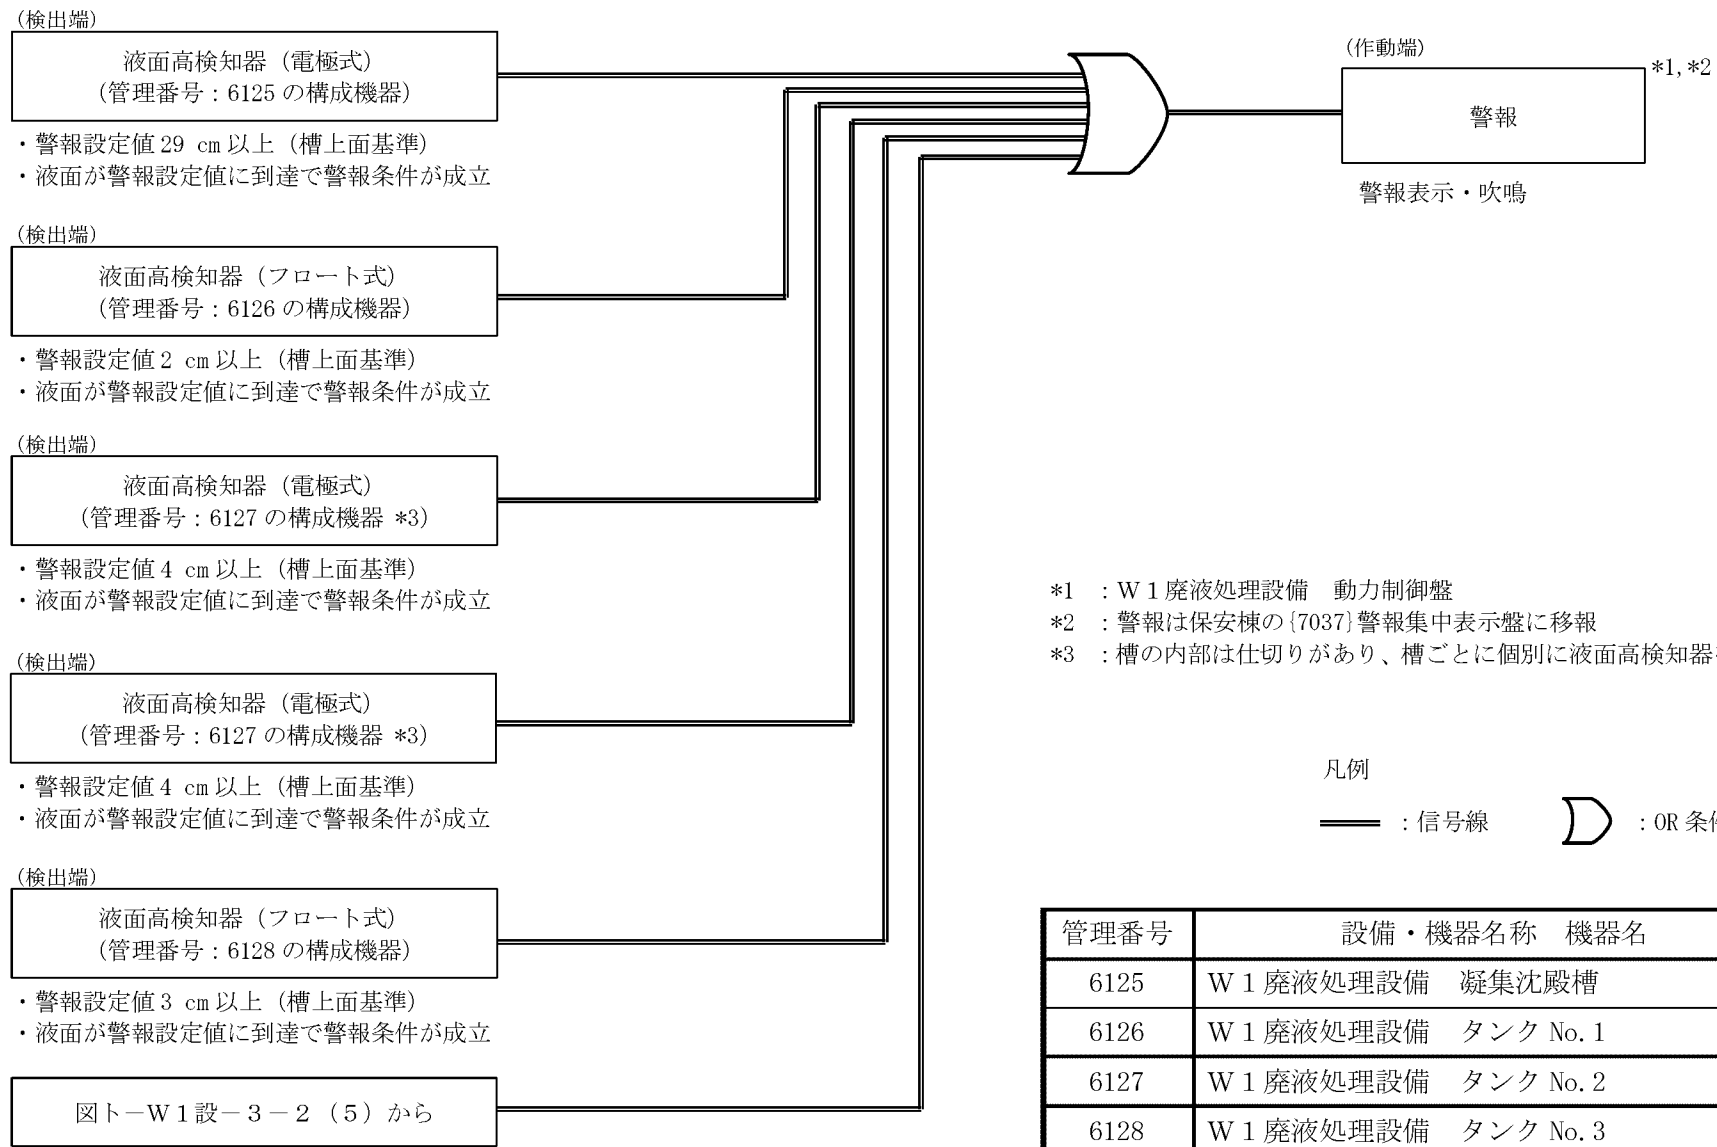 (検出端)
液面高検知器（電極式）
（管理番号：6125 の構成機器）
・警報設定値 29 cm 以上（槽上面基準）
・液面が警報設定値に到達で警報条件が成立
(検出端)
液面高検知器（フロート式）
（管理番号：6126 の構成機器）
・警報設定値 2 cm 以上（槽上面基準）
・液面が警報設定値に到達で警報条件が成立
(検出端)
液面高検知器（電極式）
（管理番号：6127 の構成機器 *3）
・警報設定値 4 cm 以上（槽上面基準）
・液面が警報設定値に到達で警報条件が成立
(検出端)
液面高検知器（電極式）
（管理番号：6127 の構成機器 *3）
・警報設定値 4 cm 以上（槽上面基準）
・液面が警報設定値に到達で警報条件が成立
(検出端)
液面高検知器（フロート式）
（管理番号：6128 の構成機器）
・警報設定値 3 cm 以上（槽上面基準）
・液面が警報設定値に到達で警報条件が成立
図ト－Ｗ１設－３－２（５）から
(作動端)
警報
*1,*2
警報表示・吹鳴
*1 ：Ｗ１廃液処理設備　動力制御盤
*2 ：警報は保安棟の{7037}警報集中表示盤に移報
*3 ：槽の内部は仕切りがあり、槽ごとに個別に液面高検知器
凡例
：信号線
：OR 条件
管理番号 設備・機器名称　機器名
6125 Ｗ１廃液処理設備　凝集沈殿槽
6126 Ｗ１廃液処理設備　タンク No.1
6127 Ｗ１廃液処理設備　タンク No.2
6128 Ｗ１廃液処理設備　タンク No.3